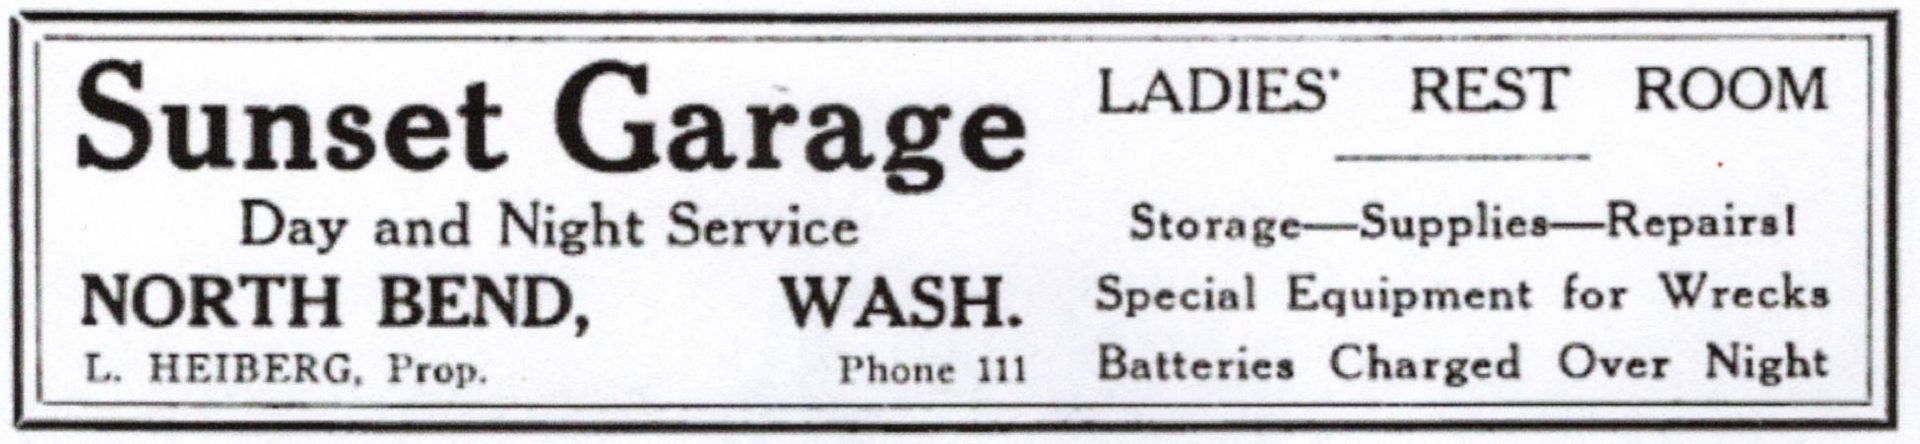 Sunset Garage
Day and Night Service
NORTH BEND, WASH.
L. HEIBERG, Prop. Phone 111
LADIES' REST ROOM
Storage—Supplies—Repairs!
Special Equipment for Wrecks
Batteries Charged Over Night